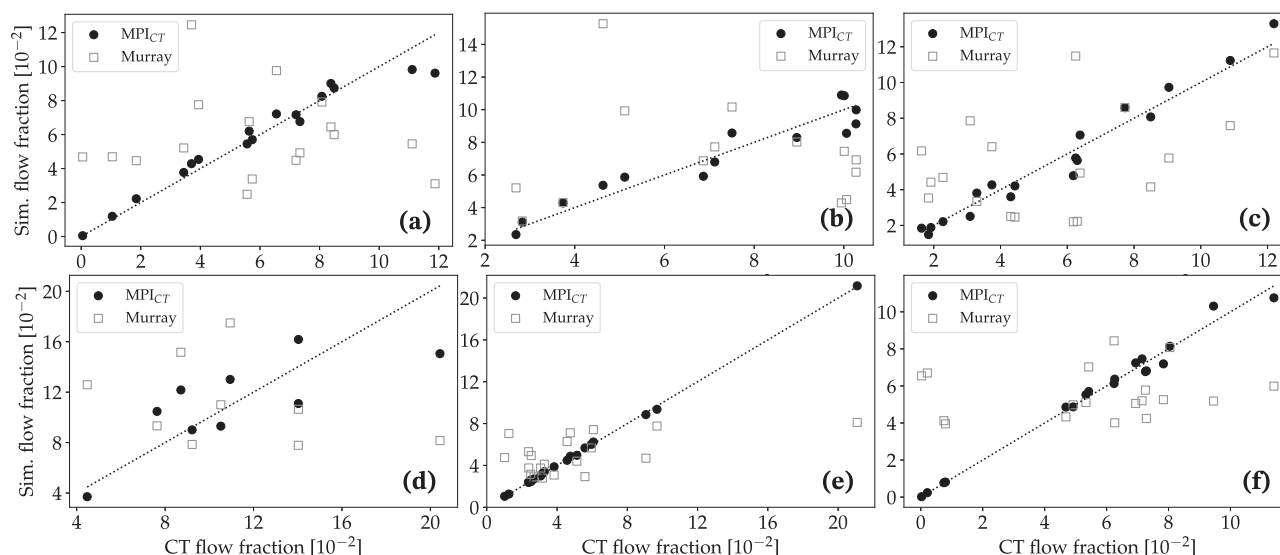 MPI_CT
Murray
(a)
Sim. flow fraction [10⁻²]
12
10
8
6
4
2
0
0 2 4 6 8 10 12
MPI_CT
Murray
(b)
14
12
10
8
6
4
2
4 6 8 10
MPI_CT
Murray
(c)
12
10
8
6
4
2
2 4 6 8 10 12
MPI_CT
Murray
(d)
Sim. flow fraction [10⁻²]
20
16
12
8
4
4 8 12 16 20
CT flow fraction [10⁻²]
MPI_CT
Murray
(e)
20
16
12
8
4
0
0 4 8 12 16 20
CT flow fraction [10⁻²]
MPI_CT
Murray
(f)
10
8
6
4
2
0
0 2 4 6 8 10
CT flow fraction [10⁻²]